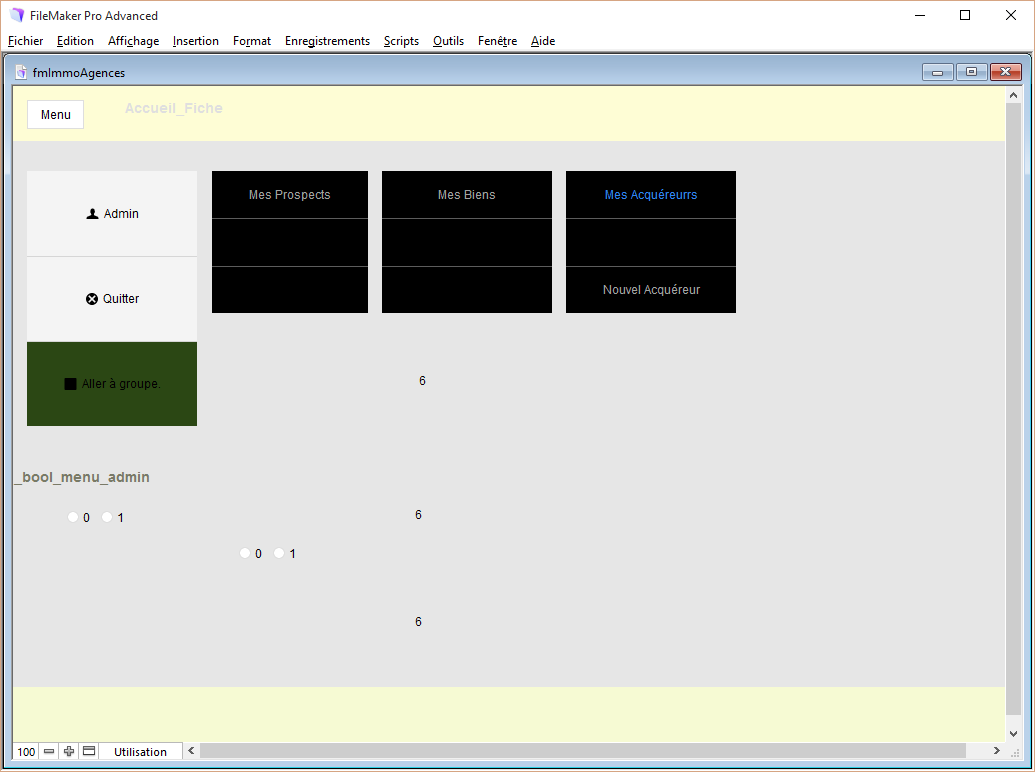 FileMaker Pro Advanced
Fichier Edition Affichage Insertion Format Enregistrements Scripts Outils Fenêtre Aide
fmImmoAgences
Menu Accueil_Fiche
Mes Prospects Mes Biens Mes Acquéreurrs
Admin
Nouvel Acquéreur
Quitter
Aller à groupe.
6
_bool_menu_admin
0 1
6
0 1
6
100 Utilisation